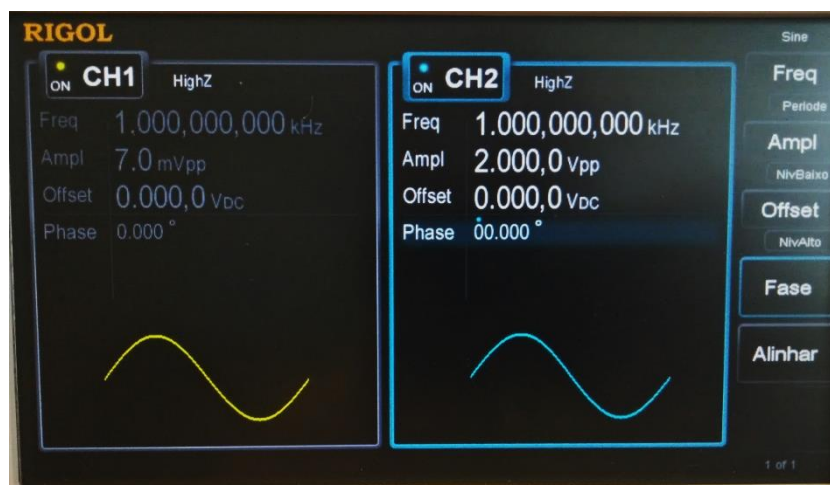 RIGOL
ON CH1 HighZ
Freq 1.000,000,000 kHz
Ampl 7.0 mVpp
Offset 0.000,0 VDC
Phase 0.000 °
ON CH2 HighZ
Freq 1.000,000,000 kHz
Ampl 2.000,0 Vpp
Offset 0.000,0 VDC
Phase 00.000 °
Sine
Freq
Periode
Ampl
NivBaixo
Offset
NivAlto
Fase
Alinhar
1 of 1